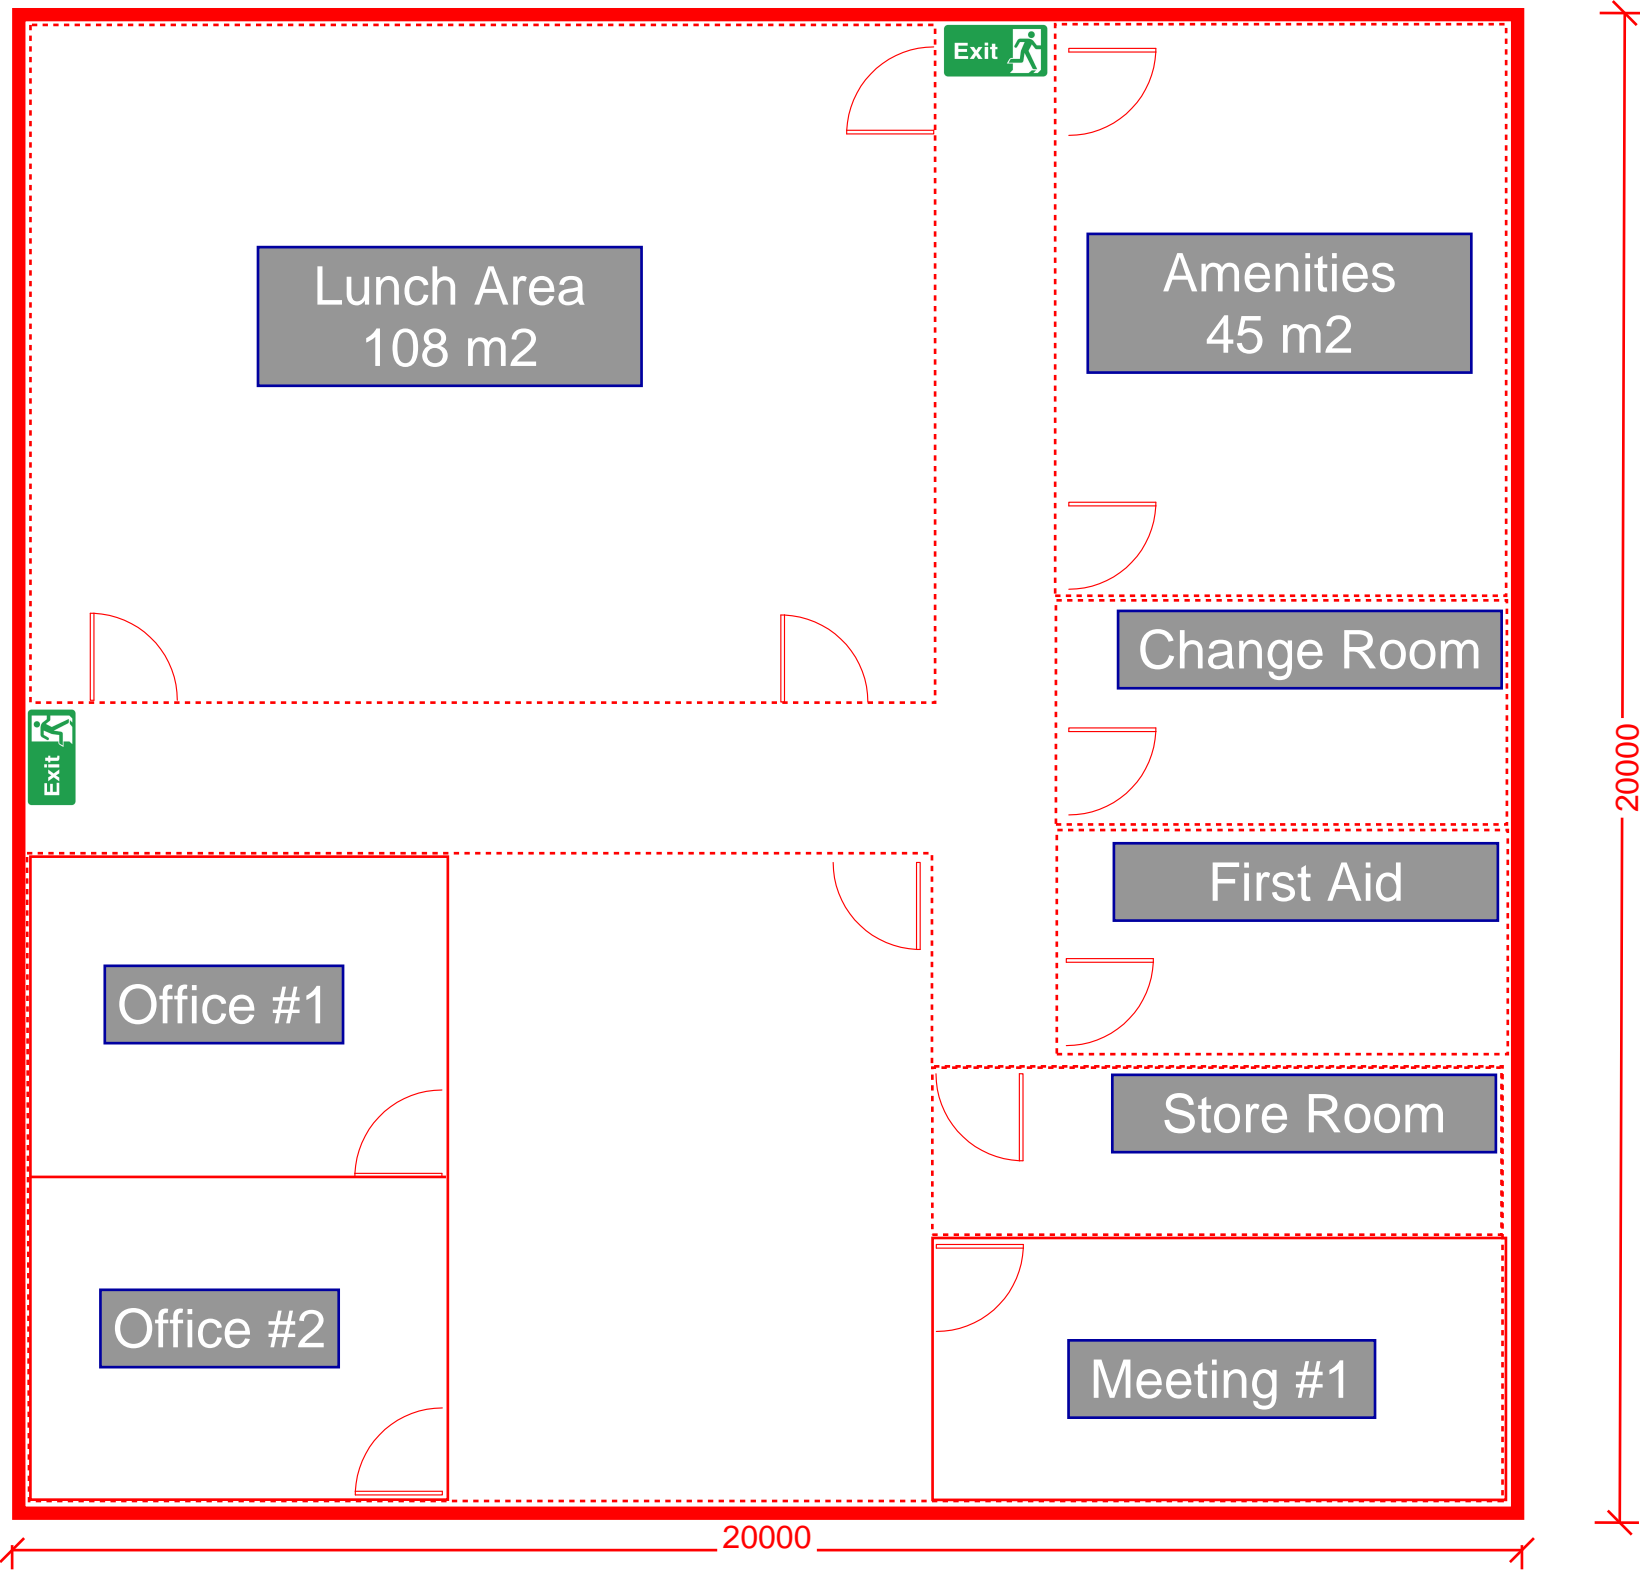 Exit
Lunch Area
108 m2
Amenities
45 m2
Change Room
Exit
20000
First Aid
Office #1
Store Room
Office #2
Meeting #1
20000